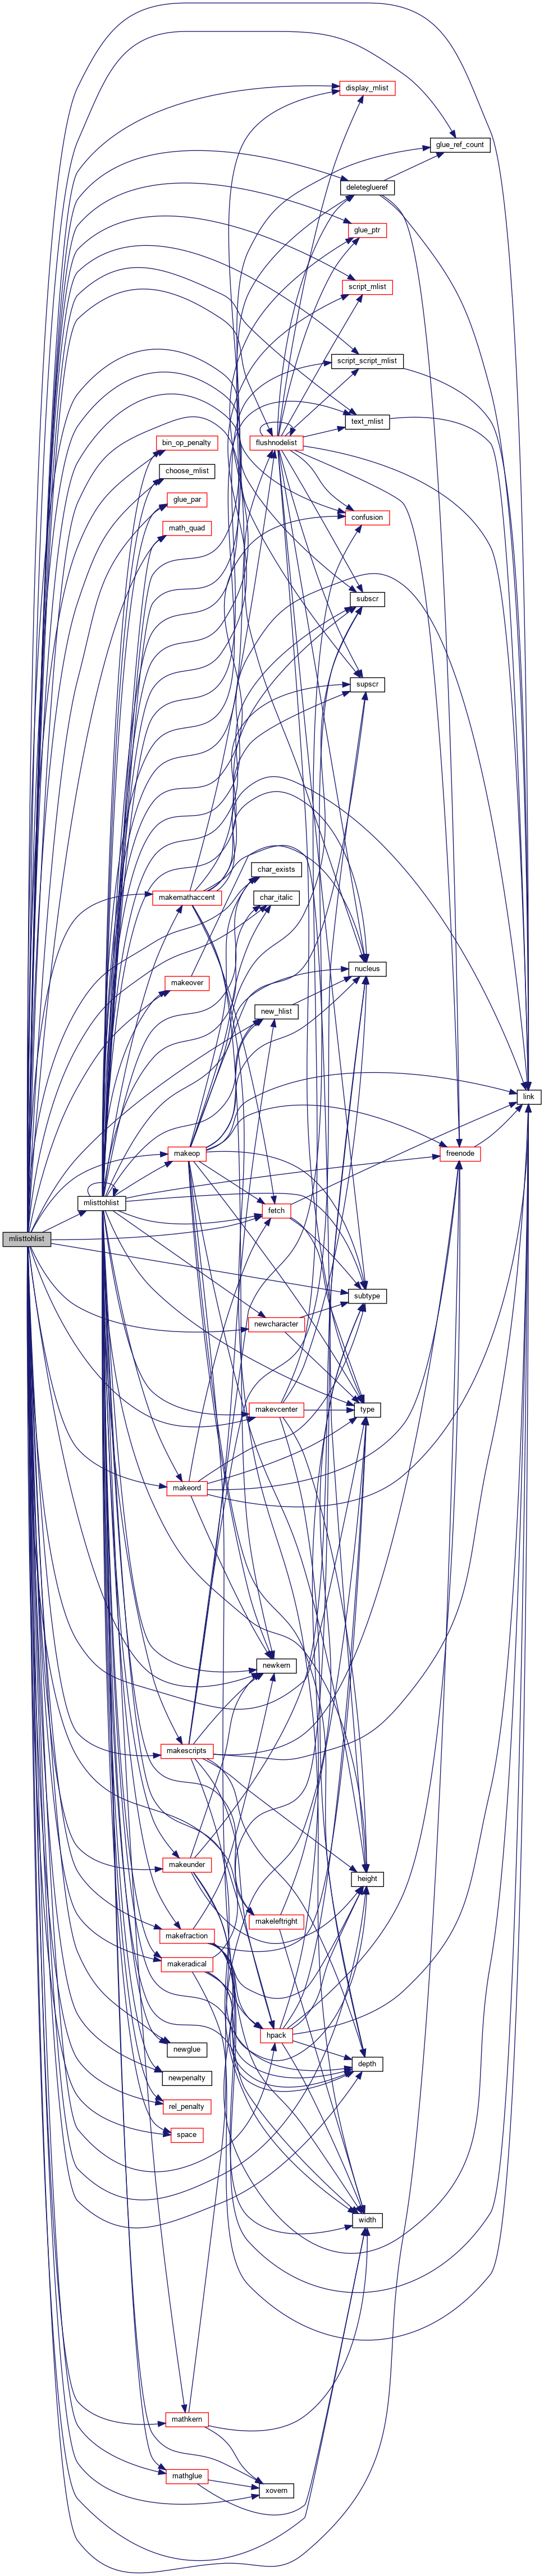 display_mlist
glue_ref_count
deleteglueref
glue_ptr
script_mlist
script_script_mlist
text_mlist
bin_op_penalty
flushnodelist
choose_mlist
glue_par
confusion
math_quad
subscr
supscr
char_exists
makemathaccent
char_italic
nucleus
makeover
new_hlist
link
makeop
freenode
mlisttohlist
fetch
mlisttohlist
subtype
newcharacter
makevcenter
type
makeord
newkern
makescripts
makeunder
height
makeleftright
makefraction
makeradical
hpack
newglue
depth
newpenalty
rel_penalty
space
width
mathkern
mathglue
xovern